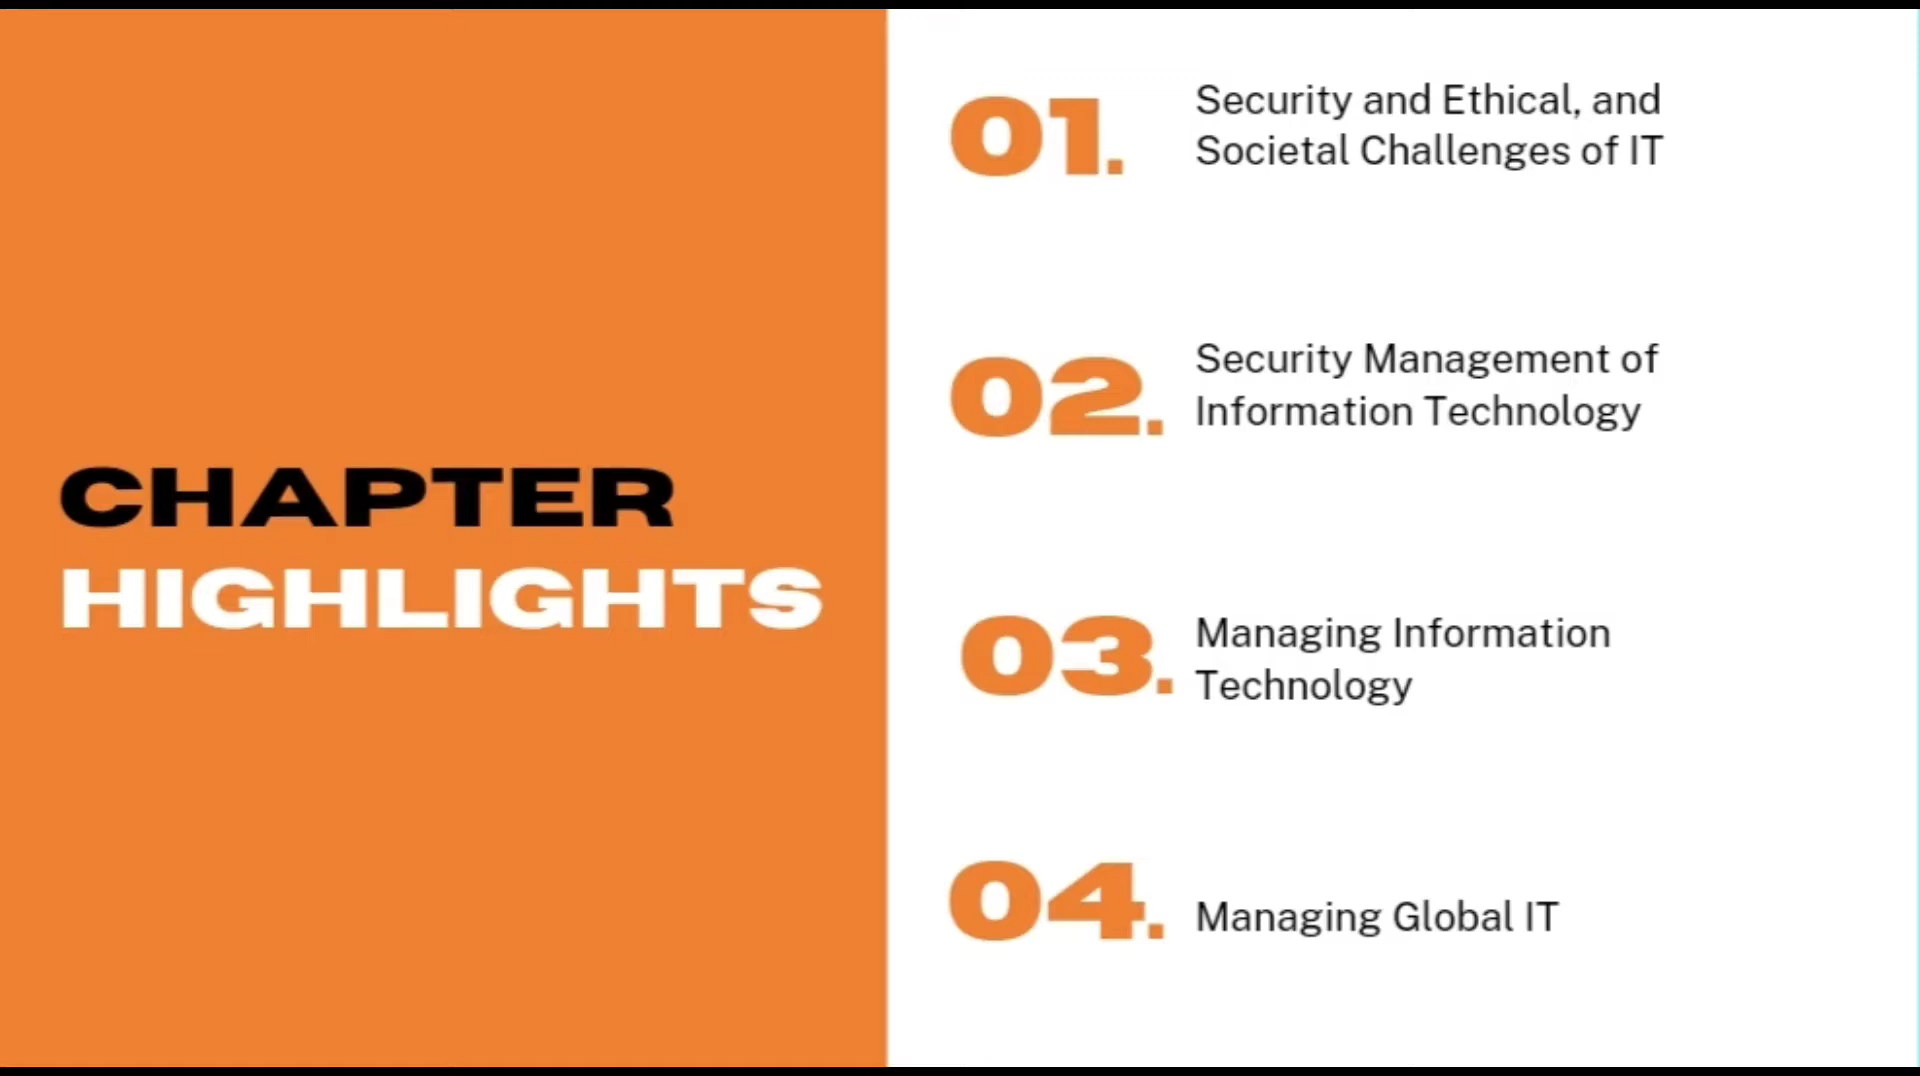 CHAPTER
HIGHLIGHTS
01.
Security and Ethical, and
Societal Challenges of IT
02.
Security Management of
Information Technology
03.
Managing Information
Technology
04.
Managing Global IT